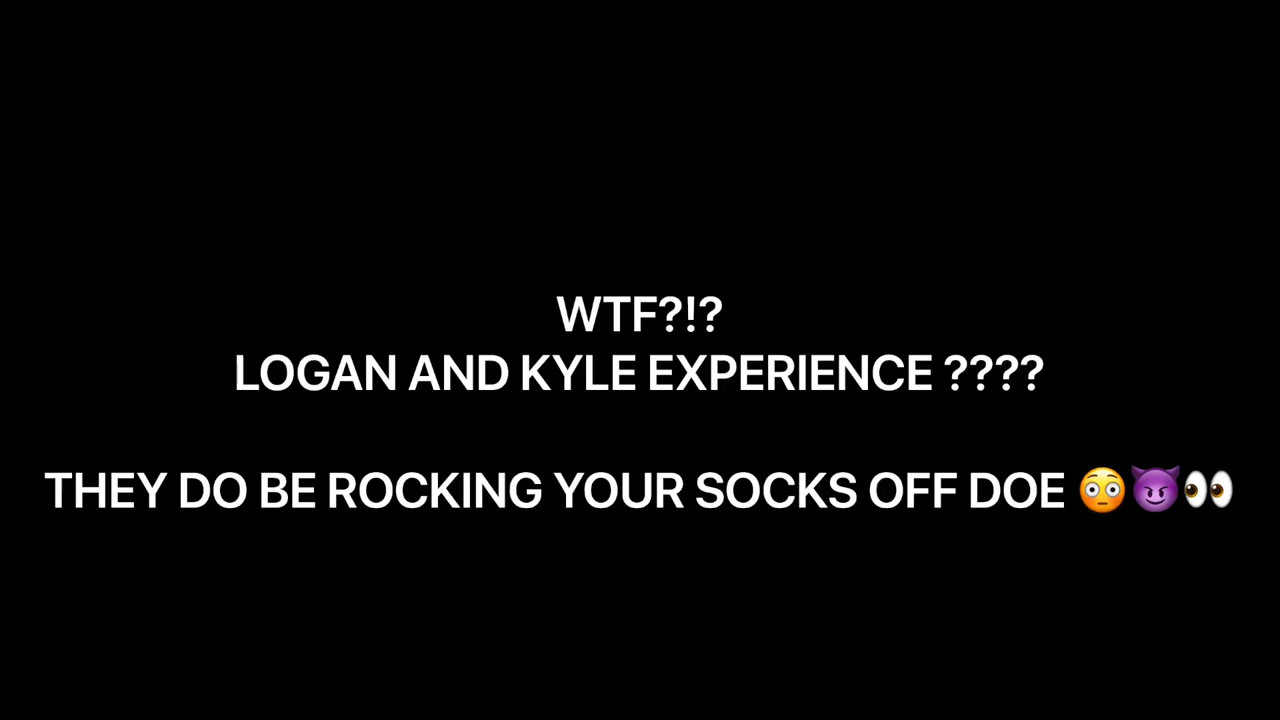 WTF?!?
LOGAN AND KYLE EXPERIENCE ????
THEY DO BE ROCKING YOUR SOCKS OFF DOE 😳😈👀